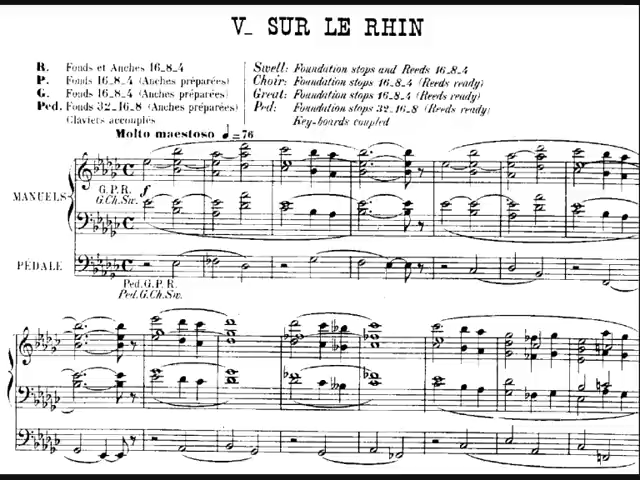 V_ SUR LE RHIN
R. Fonds et Anches 16_8_4
P. Fonds 16_8_4 (Anches préparées)
G. Fonds 16_8_4 (Anches préparées)
Ped. Fonds 32_16_8 (Anches préparées)
Claviers accouplés
Swell: Foundation stops and Reeds 16_8_4
Choir: Foundation stops 16_8_4 (Reeds ready)
Great: Foundation stops 16_8_4 (Reeds ready)
Ped: Foundation stops 32_16_8 (Reeds ready)
Key-boards coupled
Molto maestoso ♩=76
MANUELS
G.P.R. f
G.Ch.Sw.
PÉDALE
Ped.G.P.R.
Ped.G.Ch.Sw.